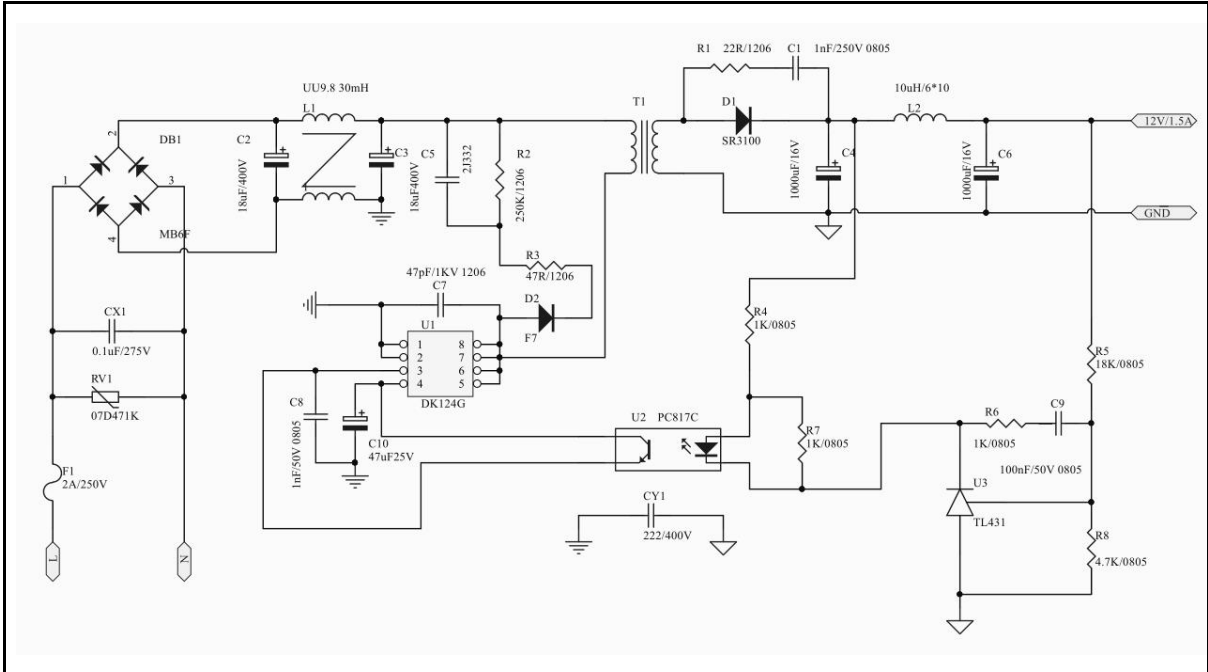 R1 22R/1206 C1 1nF/250V 0805
UU9.8 30mH
L1
10uH/6*10
L2
T1
D1
SR3100
12V/1.5A
2
DB1
C2
18uF/400V
+
C3
18uF400V
+
C5
2J332
R2
250K/1206
C4
1000uF/16V
+
C6
1000uF/16V
+
1
3
4
MB6F
GND
R3
47R/1206
47pF/1KV 1206
C7
D2
F7
U1
1 8
2 7
3 6
4 5
DK124G
R4
1K/0805
CX1
0.1uF/275V
RV1
07D471K
R5
18K/0805
C8
1nF/50V 0805
+
C10
47uF25V
U2 PC817C
R7
1K/0805
R6
1K/0805
C9
100nF/50V 0805
F1
2A/250V
U3
TL431
CY1
222/400V
R8
4.7K/0805
L
N